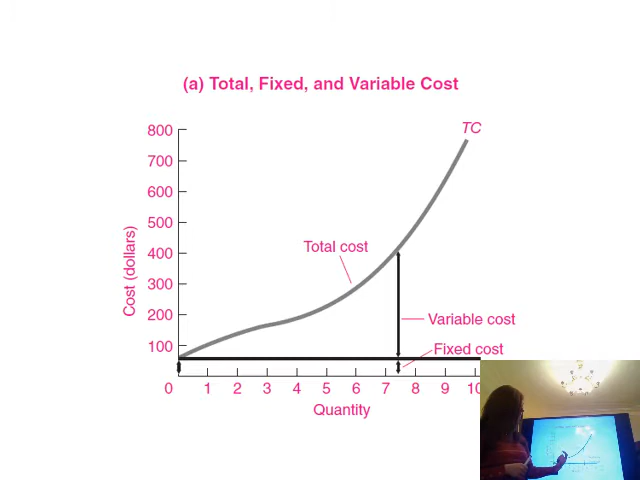 (a) Total, Fixed, and Variable Cost
TC
800
700
600
500
400
300
200
100
Cost (dollars)
Total cost
Variable cost
Fixed cost
0 1 2 3 4 5 6 7 8 9 10
Quantity